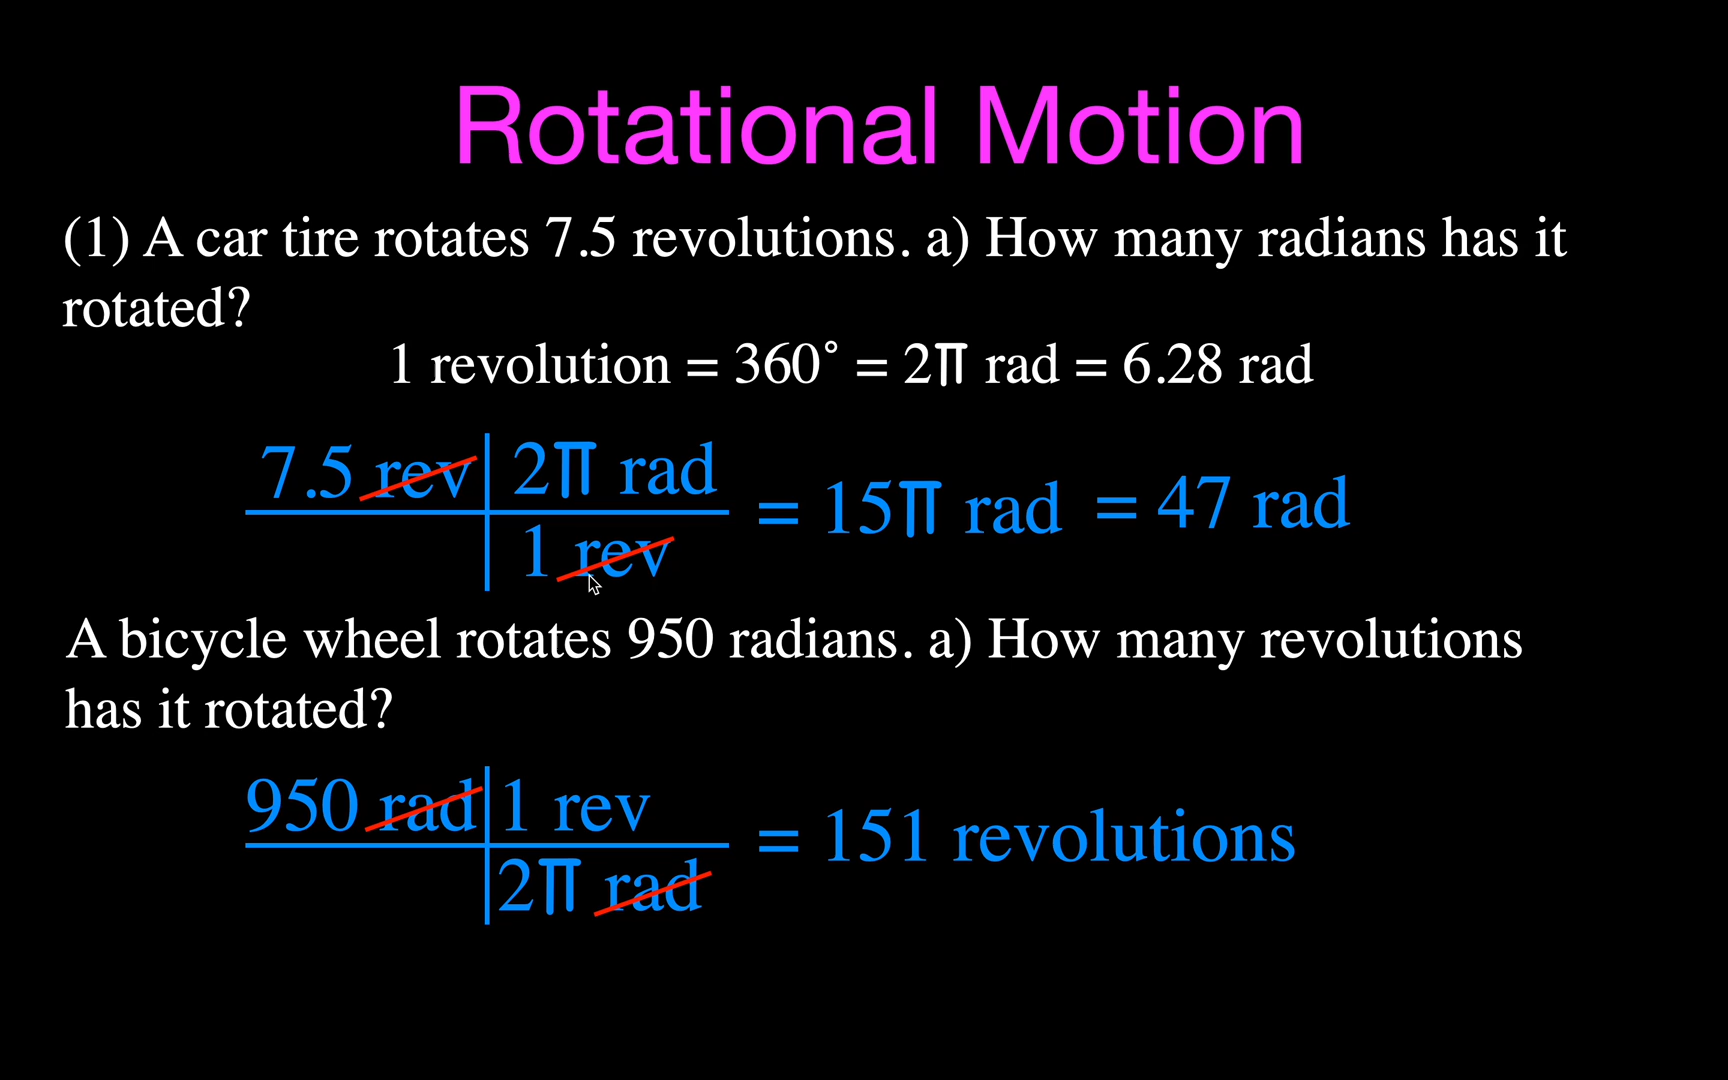 Rotational Motion
(1) A car tire rotates 7.5 revolutions. a) How many radians has it
rotated?
1 revolution = 360° = 2π rad = 6.28 rad
7.5 rev 2π rad
= 15π rad = 47 rad
1 rev
A bicycle wheel rotates 950 radians. a) How many revolutions
has it rotated?
950 rad 1 rev
= 151 revolutions
2π rad